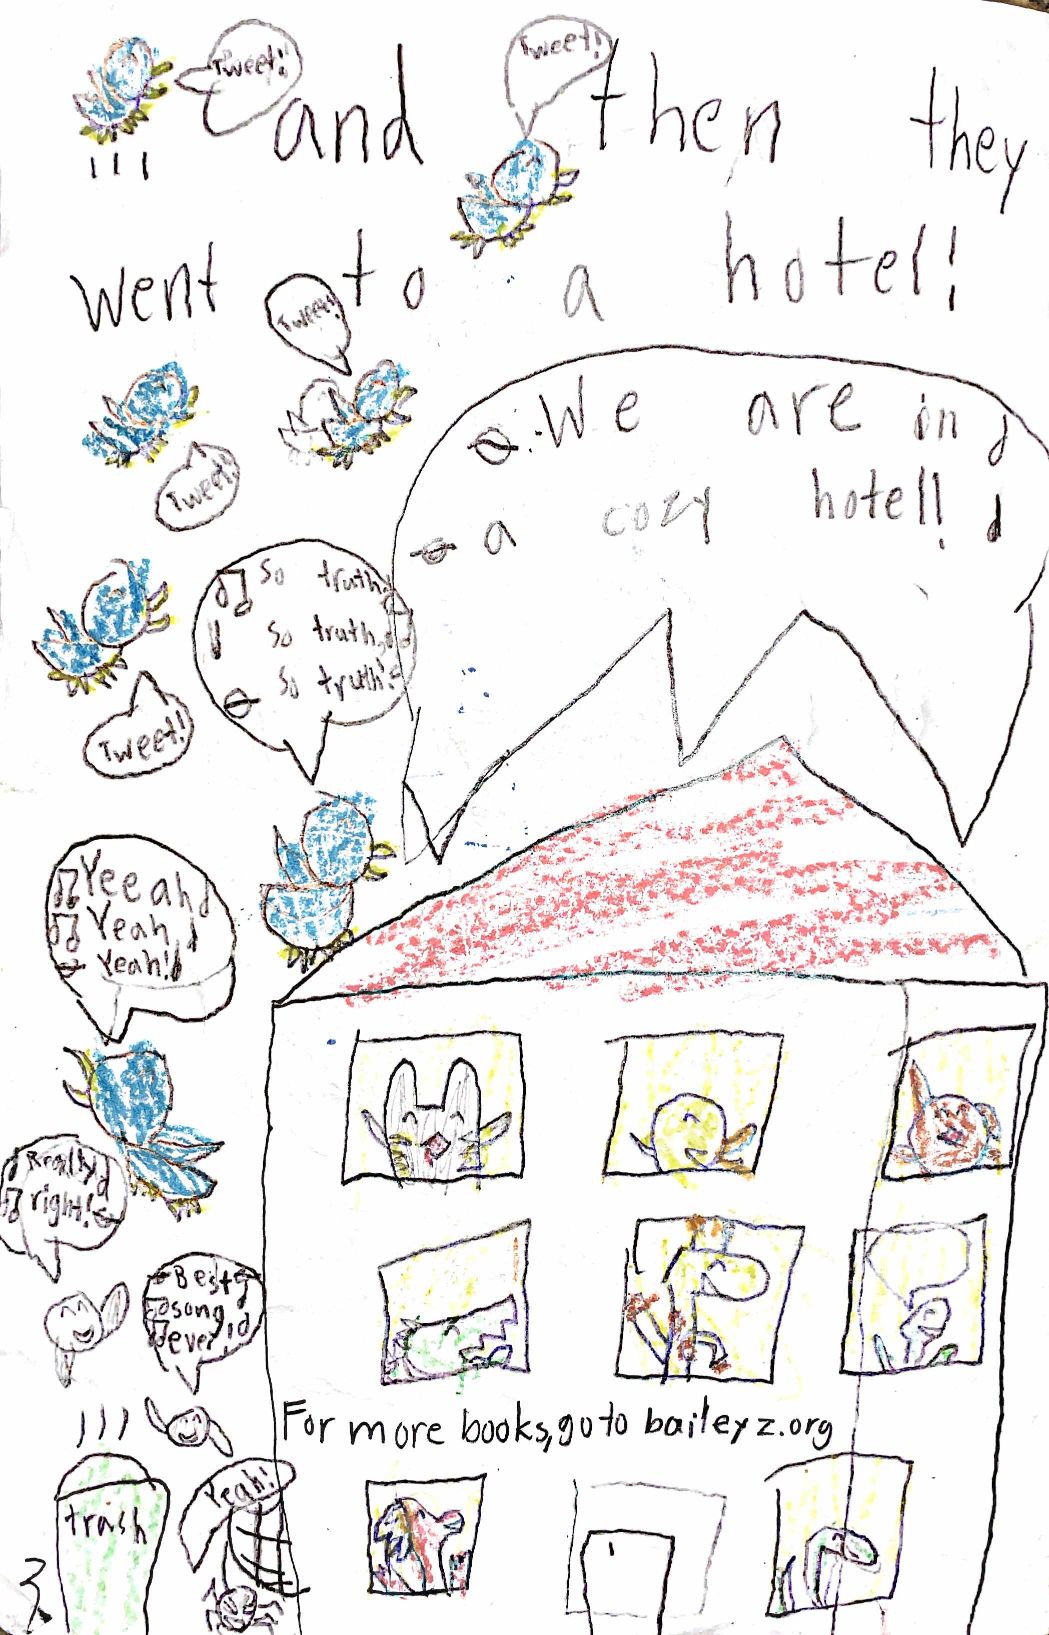 Tweet!
Tweet!
and then they
went to a hotel!
Tweet!
We are in
a cozy hotel!
Tweet!
So truth,
So truth,
So truth!
Tweet!
Yeeah
Yeah
Yeah!
Really
right!
Best
song
ever!
For more books, go to baileyz.org
Yeah!
trash
3